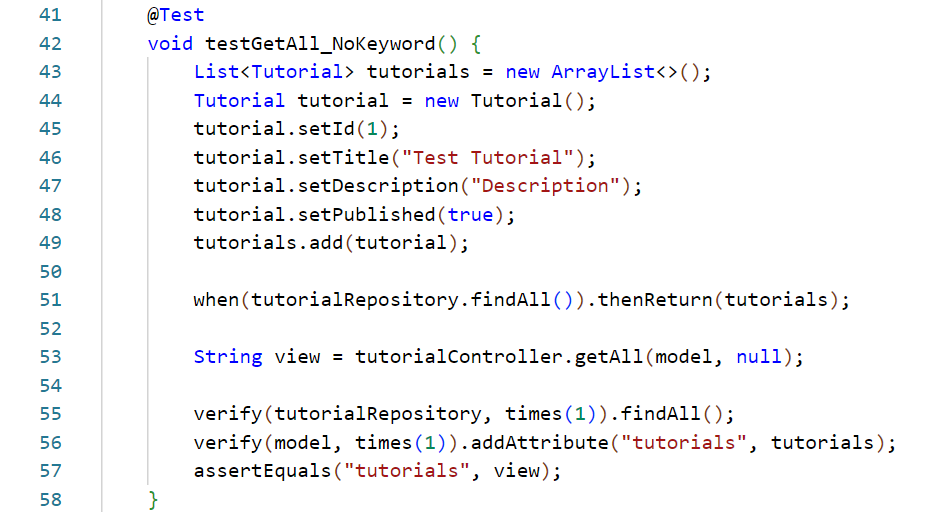 41 @Test
42 void testGetAll_NoKeyword() {
43 List<Tutorial> tutorials = new ArrayList<>();
44 Tutorial tutorial = new Tutorial();
45 tutorial.setId(1);
46 tutorial.setTitle("Test Tutorial");
47 tutorial.setDescription("Description");
48 tutorial.setPublished(true);
49 tutorials.add(tutorial);
50
51 when(tutorialRepository.findAll()).thenReturn(tutorials);
52
53 String view = tutorialController.getAll(model, null);
54
55 verify(tutorialRepository, times(1)).findAll();
56 verify(model, times(1)).addAttribute("tutorials", tutorials);
57 assertEquals("tutorials", view);
58 }